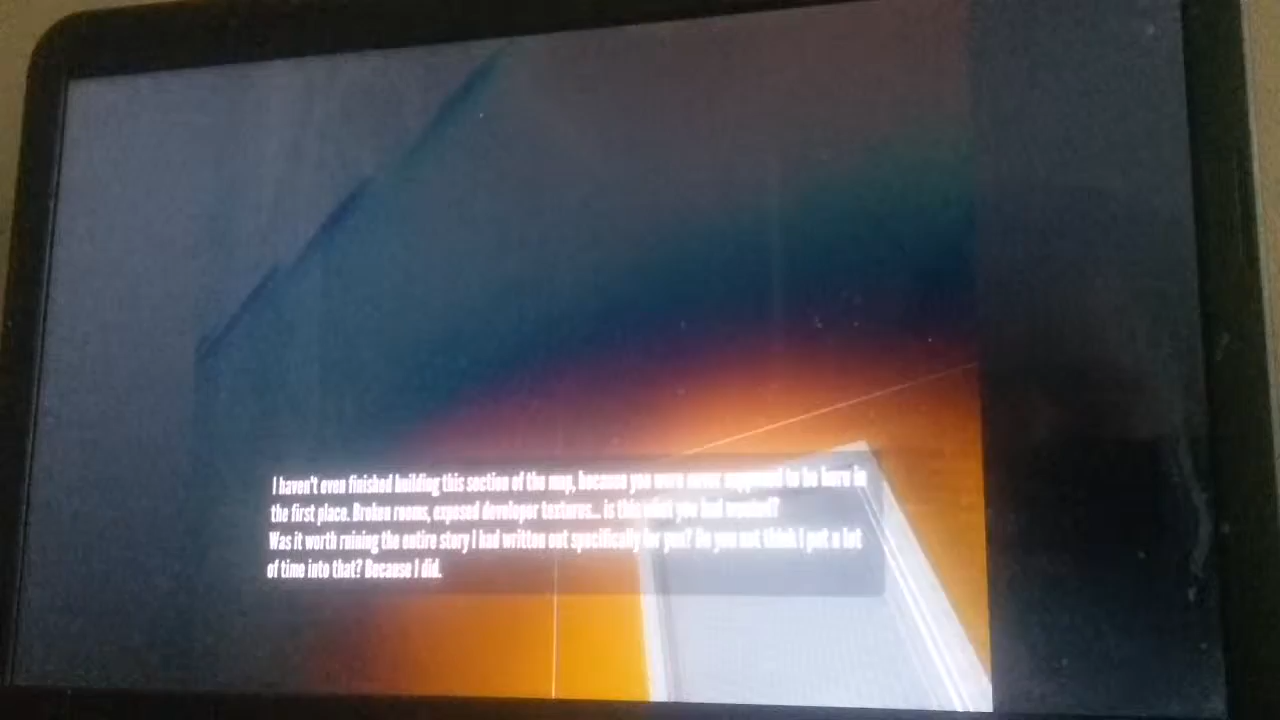 I haven't even finished building this section of the map, because you were never supposed to be here in
the first place. Broken rooms, exposed developer textures... is this what you had wanted?
Was it worth ruining the entire story I had written out specifically for you? Do you not think I put a lot
of time into that? Because I did.